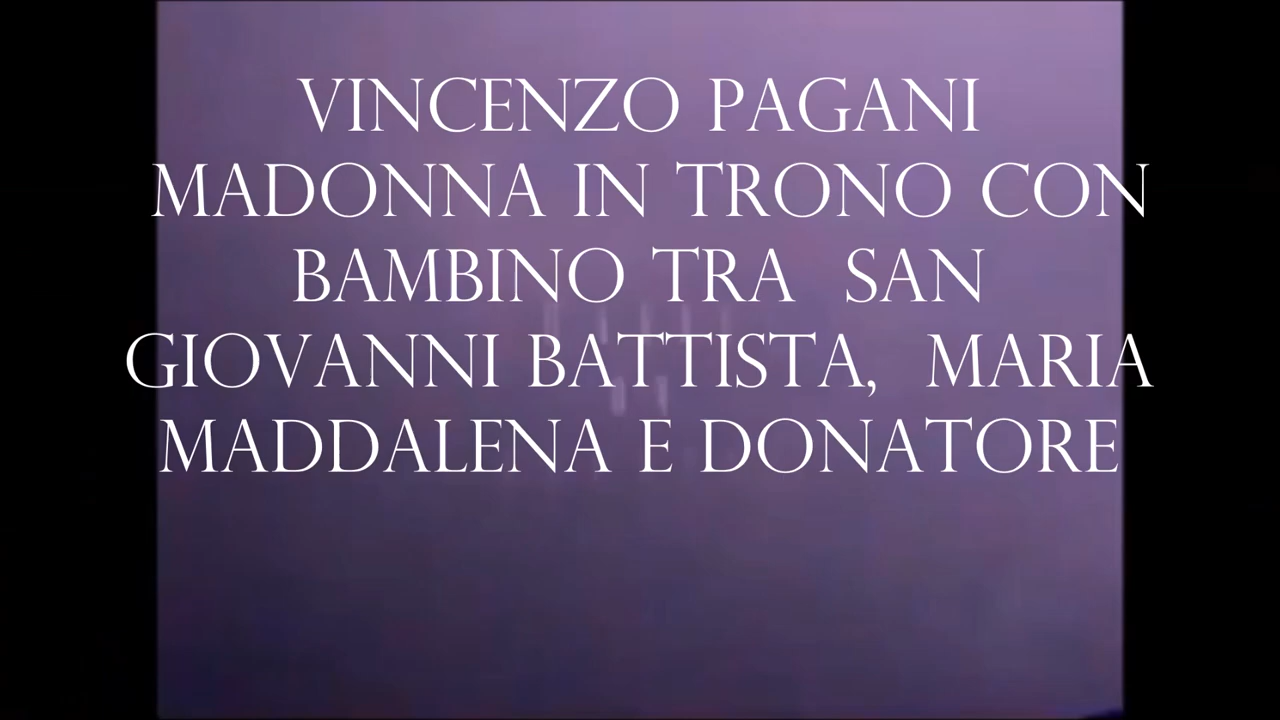 VINCENZO PAGANI
MADONNA IN TRONO CON
BAMBINO TRA SAN
GIOVANNI BATTISTA, MARIA
MADDALENA E DONATORE